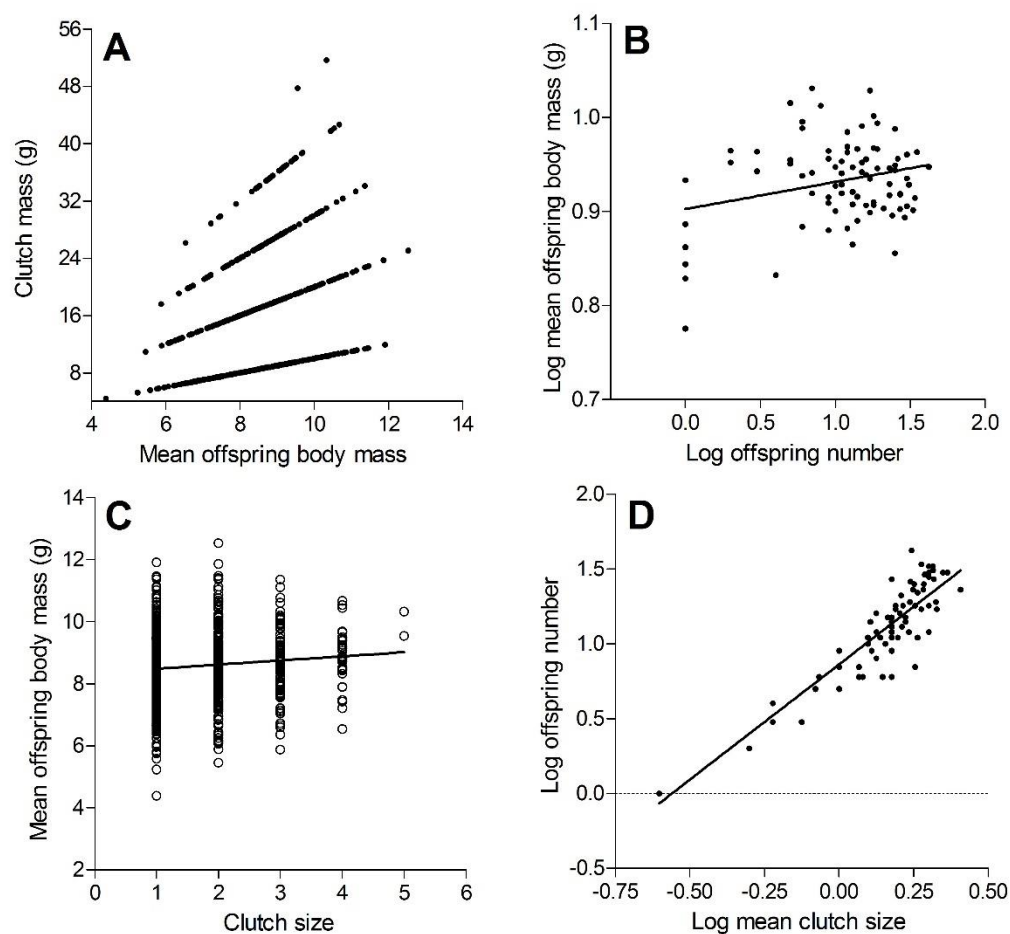 A
Clutch mass (g)
56
48
40
32
24
16
8
4 6 8 10 12 14
Mean offspring body mass
B
Log mean offspring body mass (g)
1.1
1.0
0.9
0.8
0.7
0.0 0.5 1.0 1.5 2.0
Log offspring number
C
Mean offspring body mass (g)
14
12
10
8
6
4
2
0 1 2 3 4 5 6
Clutch size
D
Log offspring number
2.0
1.5
1.0
0.5
0.0
-0.5
-0.75 -0.50 -0.25 0.00 0.25 0.50
Log mean clutch size